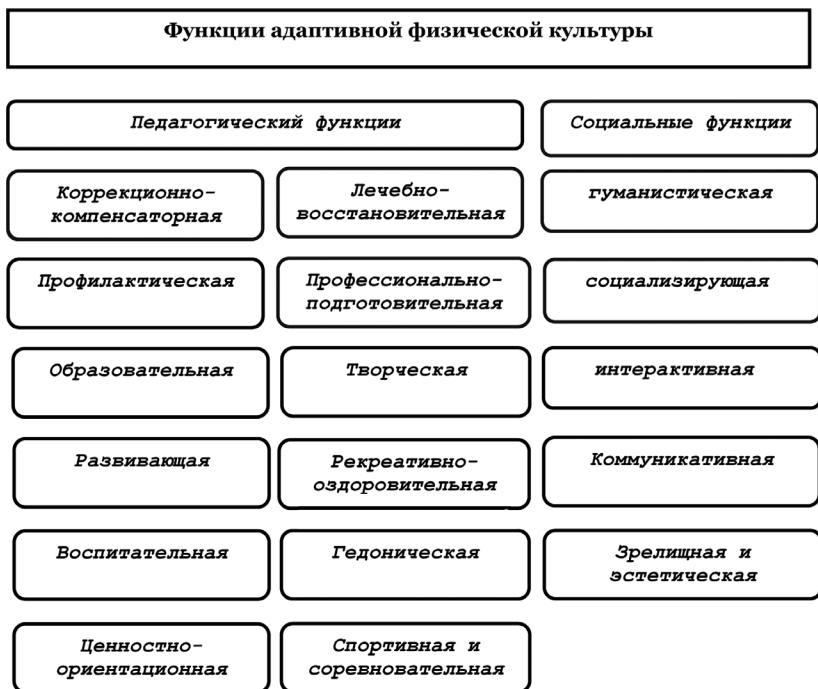 Функции адаптивной физической культуры
Педагогический функции
Социальные функции
Коррекционно-
компенсаторная
Лечебно-
восстановительная
гуманистическая
Профилактическая
Профессионально-
подготовительная
социализирующая
Образовательная
Творческая
интерактивная
Развивающая
Рекреативно-
оздоровительная
Коммуникативная
Воспитательная
Гедоническая
Зрелищная и
эстетическая
Ценностно-
ориентационная
Спортивная и
соревновательная